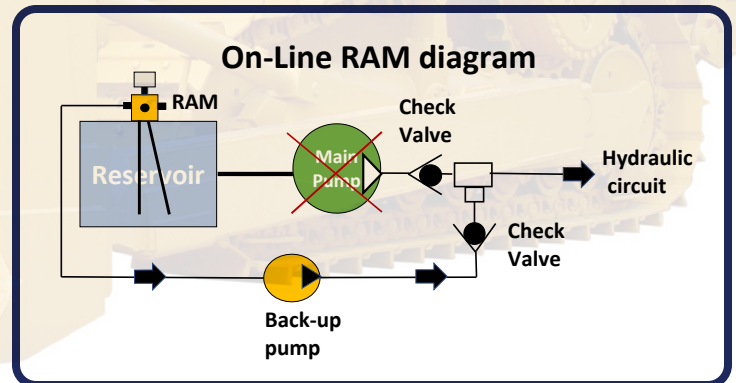 On-Line RAM diagram
RAM
Check
Valve
Reservoir
Main
Pump
Hydraulic
circuit
Check
Valve
Back-up
pump